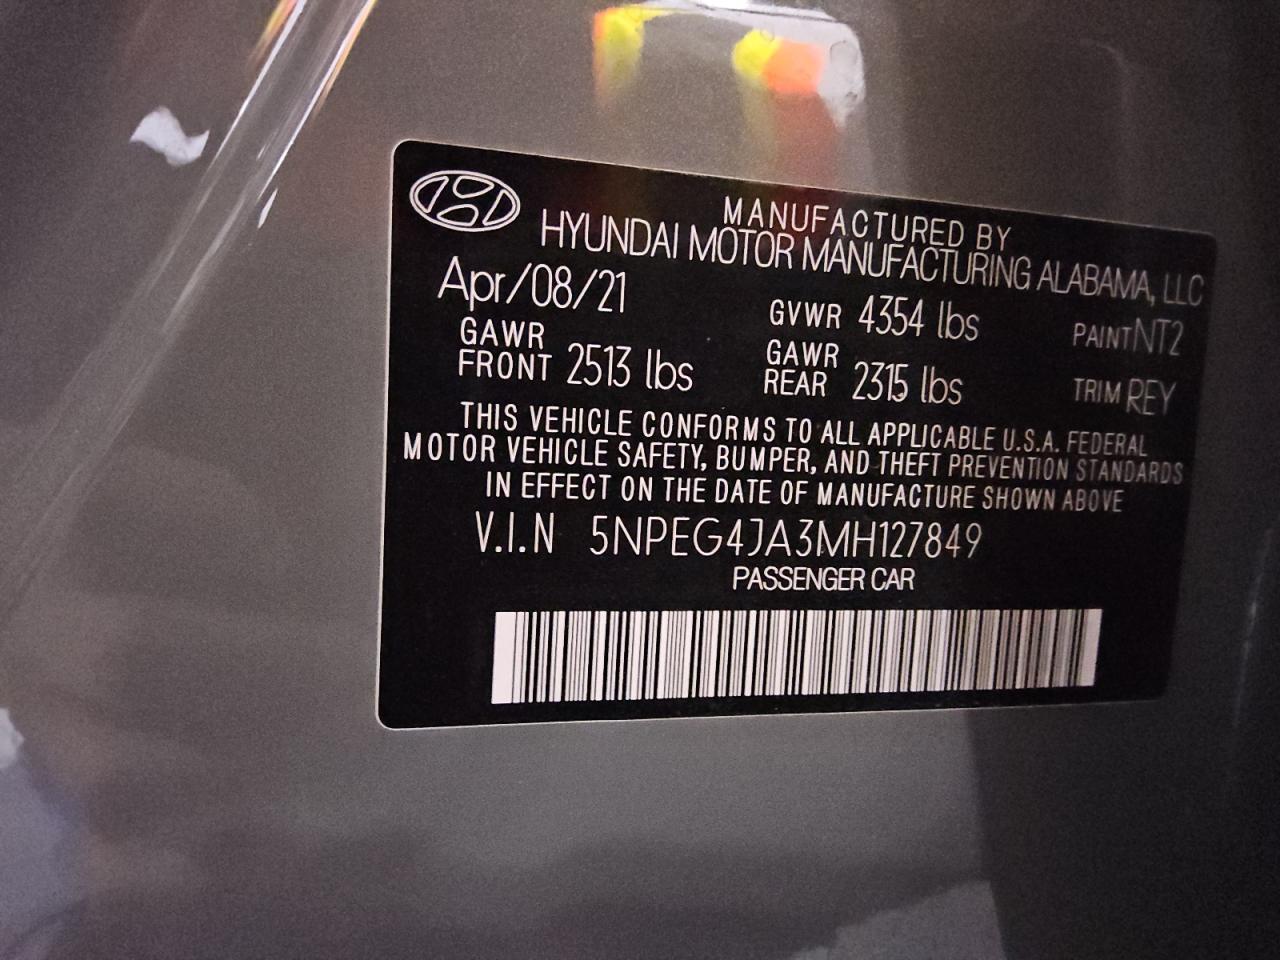 MANUFACTURED BY
HYUNDAI MOTOR MANUFACTURING ALABAMA, LLC
Apr/08/21 GVWR 4354 lbs PAINT NT2
GAWR FRONT 2513 lbs GAWR REAR 2315 lbs TRIM REY
THIS VEHICLE CONFORMS TO ALL APPLICABLE U.S.A. FEDERAL
MOTOR VEHICLE SAFETY, BUMPER, AND THEFT PREVENTION STANDARDS
IN EFFECT ON THE DATE OF MANUFACTURE SHOWN ABOVE
V.I.N 5NPEG4JA3MH127849
PASSENGER CAR